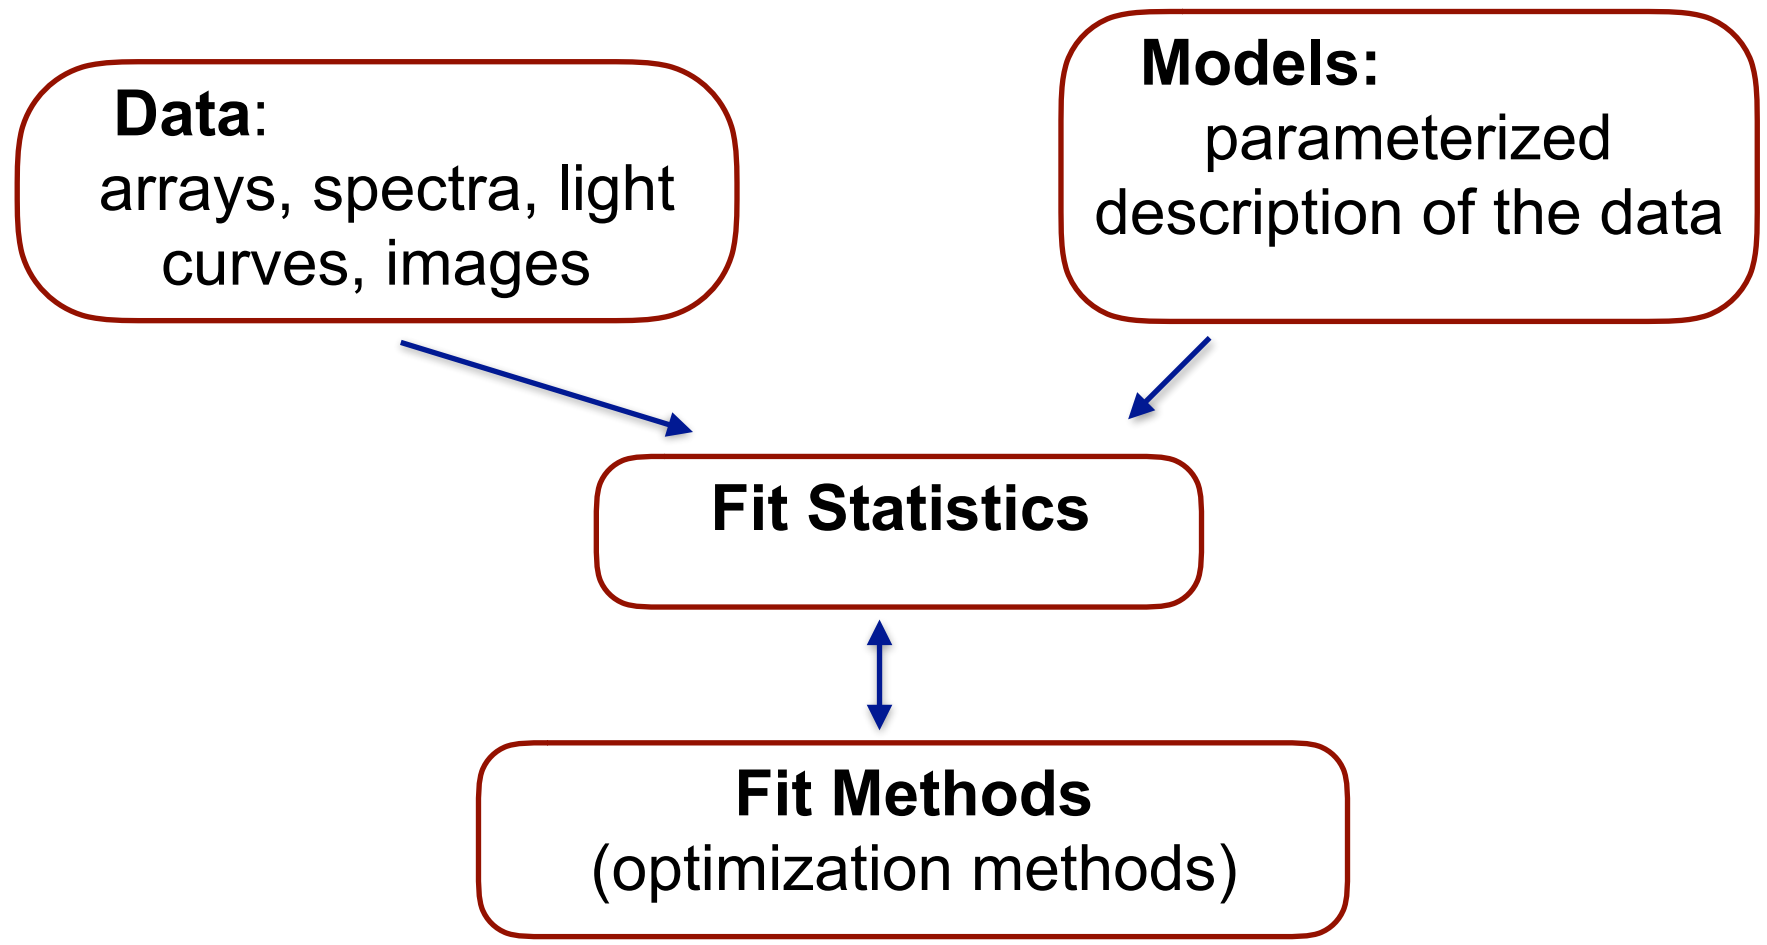 Data:
arrays, spectra, light
curves, images
Models:
parameterized
description of the data
Fit Statistics
Fit Methods
(optimization methods)